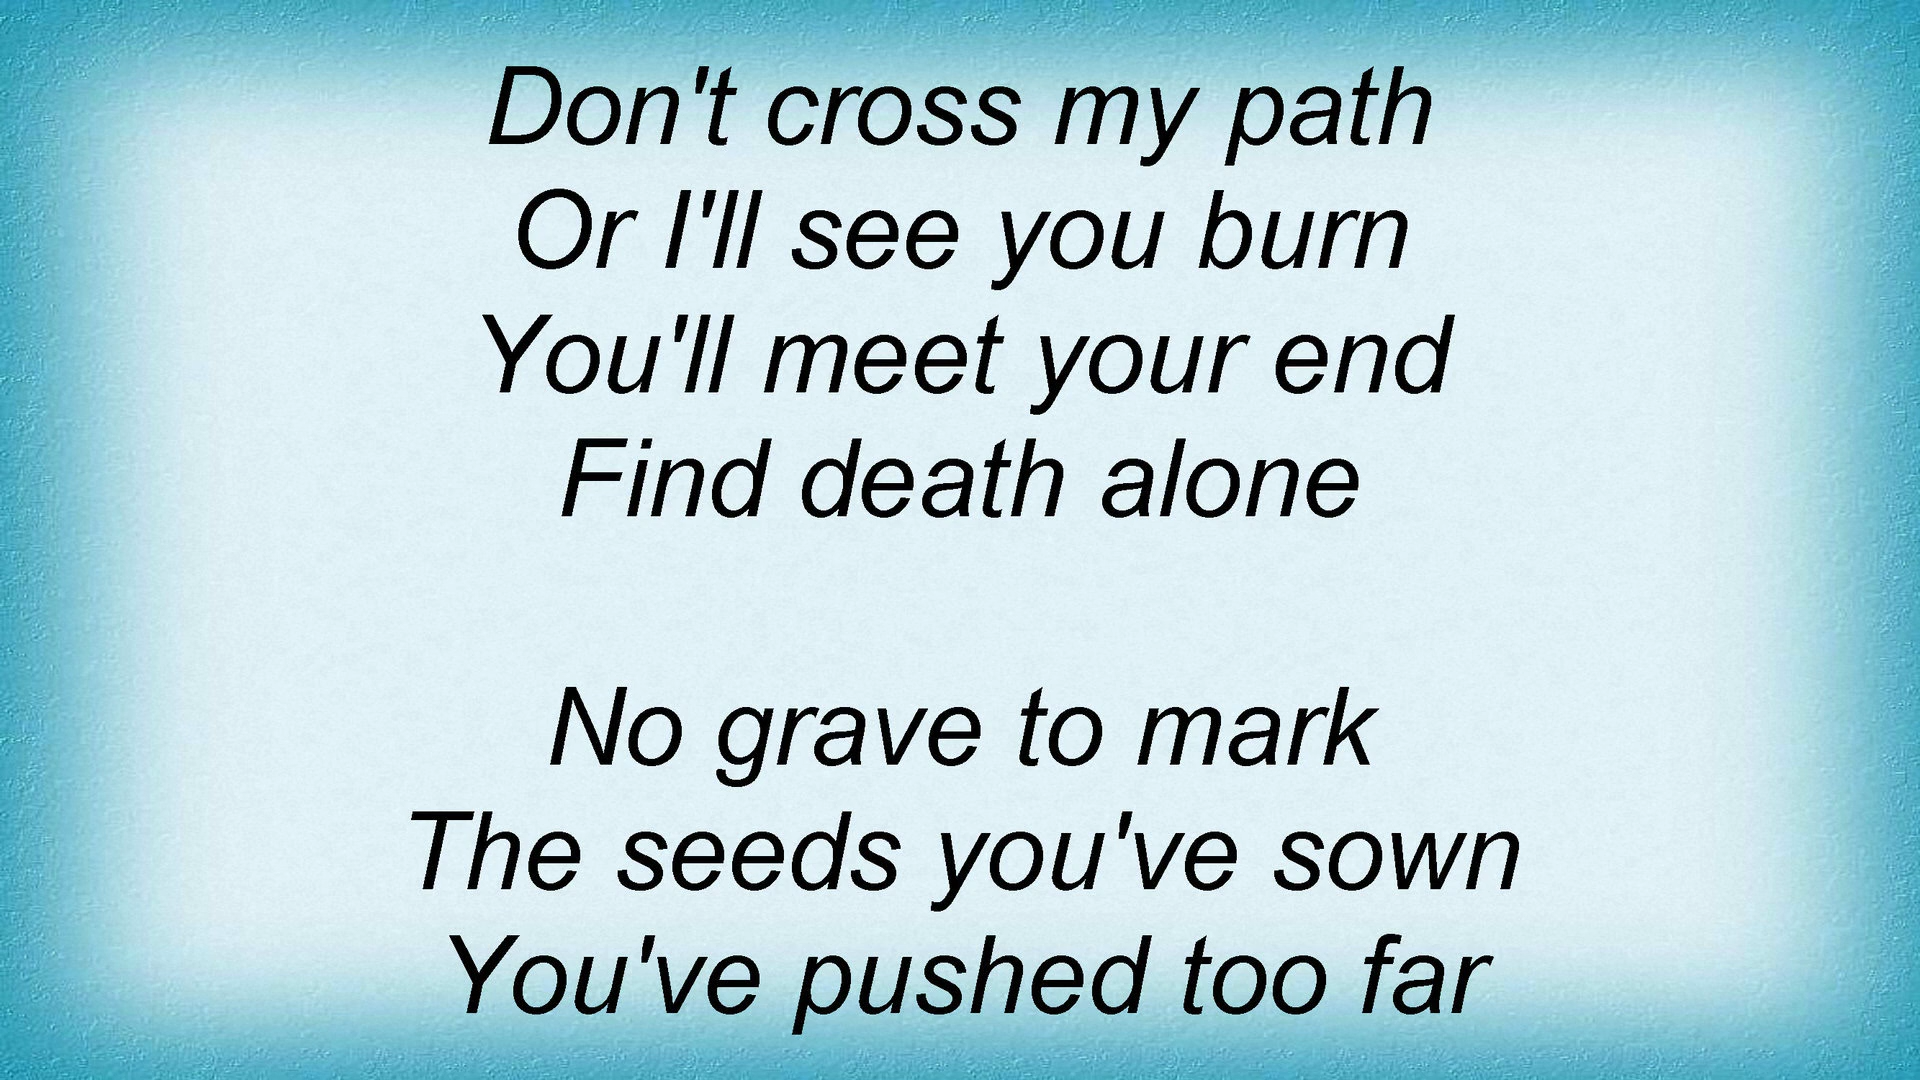 Don't cross my path
Or I'll see you burn
You'll meet your end
Find death alone
No grave to mark
The seeds you've sown
You've pushed too far